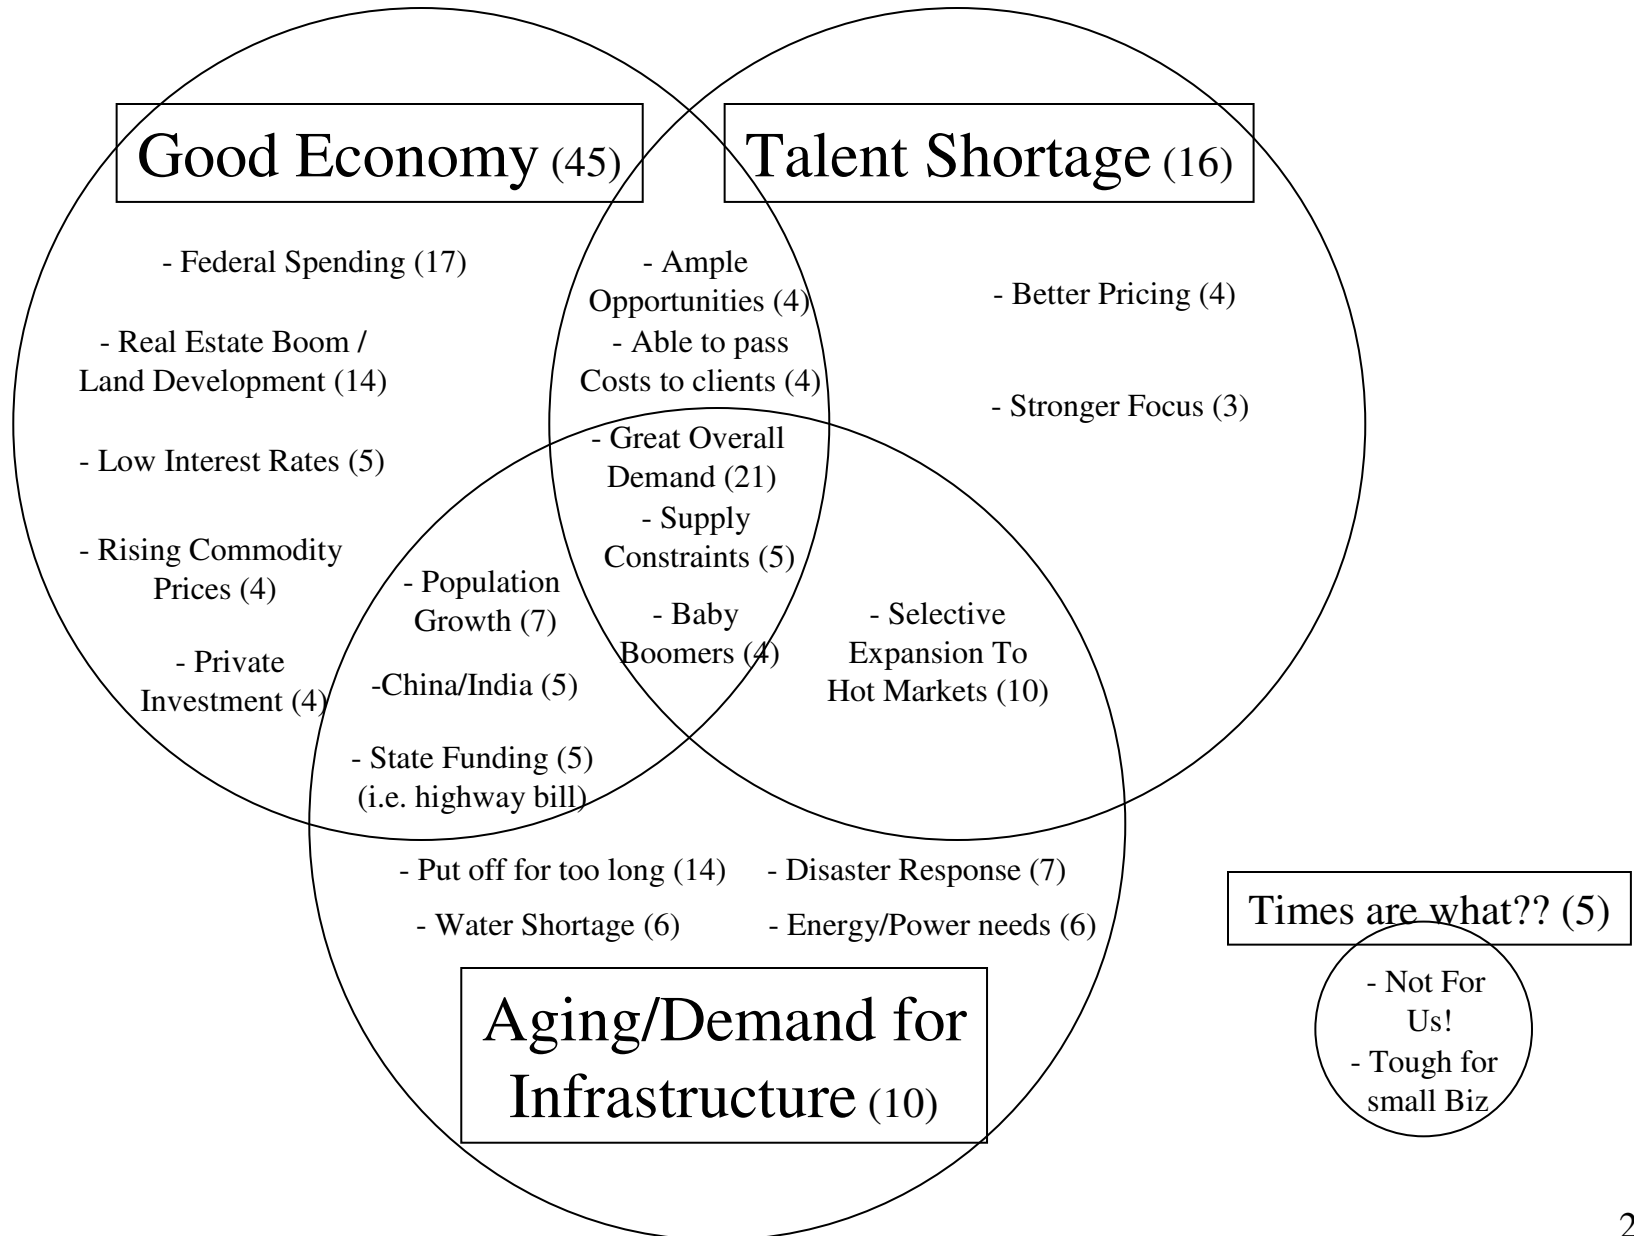 Good Economy (45)
Talent Shortage (16)
- Federal Spending (17)
- Real Estate Boom /
Land Development (14)
- Low Interest Rates (5)
- Rising Commodity
Prices (4)
- Private
Investment (4)
- Ample
Opportunities (4)
- Able to pass
Costs to clients (4)
- Better Pricing (4)
- Stronger Focus (3)
- Great Overall
Demand (21)
- Supply
Constraints (5)
- Baby
Boomers (4)
- Population
Growth (7)
-China/India (5)
- State Funding (5)
(i.e. highway bill)
- Selective
Expansion To
Hot Markets (10)
- Put off for too long (14)
- Disaster Response (7)
- Water Shortage (6)
- Energy/Power needs (6)
Aging/Demand for
Infrastructure (10)
Times are what?? (5)
- Not For
Us!
- Tough for
small Biz
2